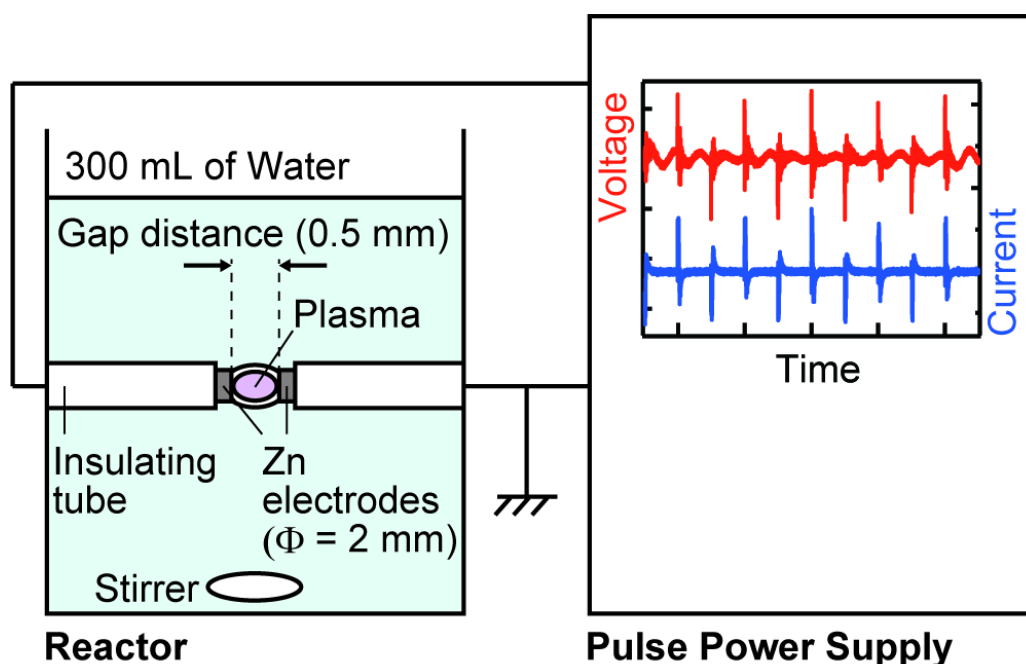 300 mL of Water
Gap distance (0.5 mm)
Plasma
Insulating
tube
Zn
electrodes
(Φ = 2 mm)
Stirrer
Reactor
Voltage
Current
Time
Pulse Power Supply